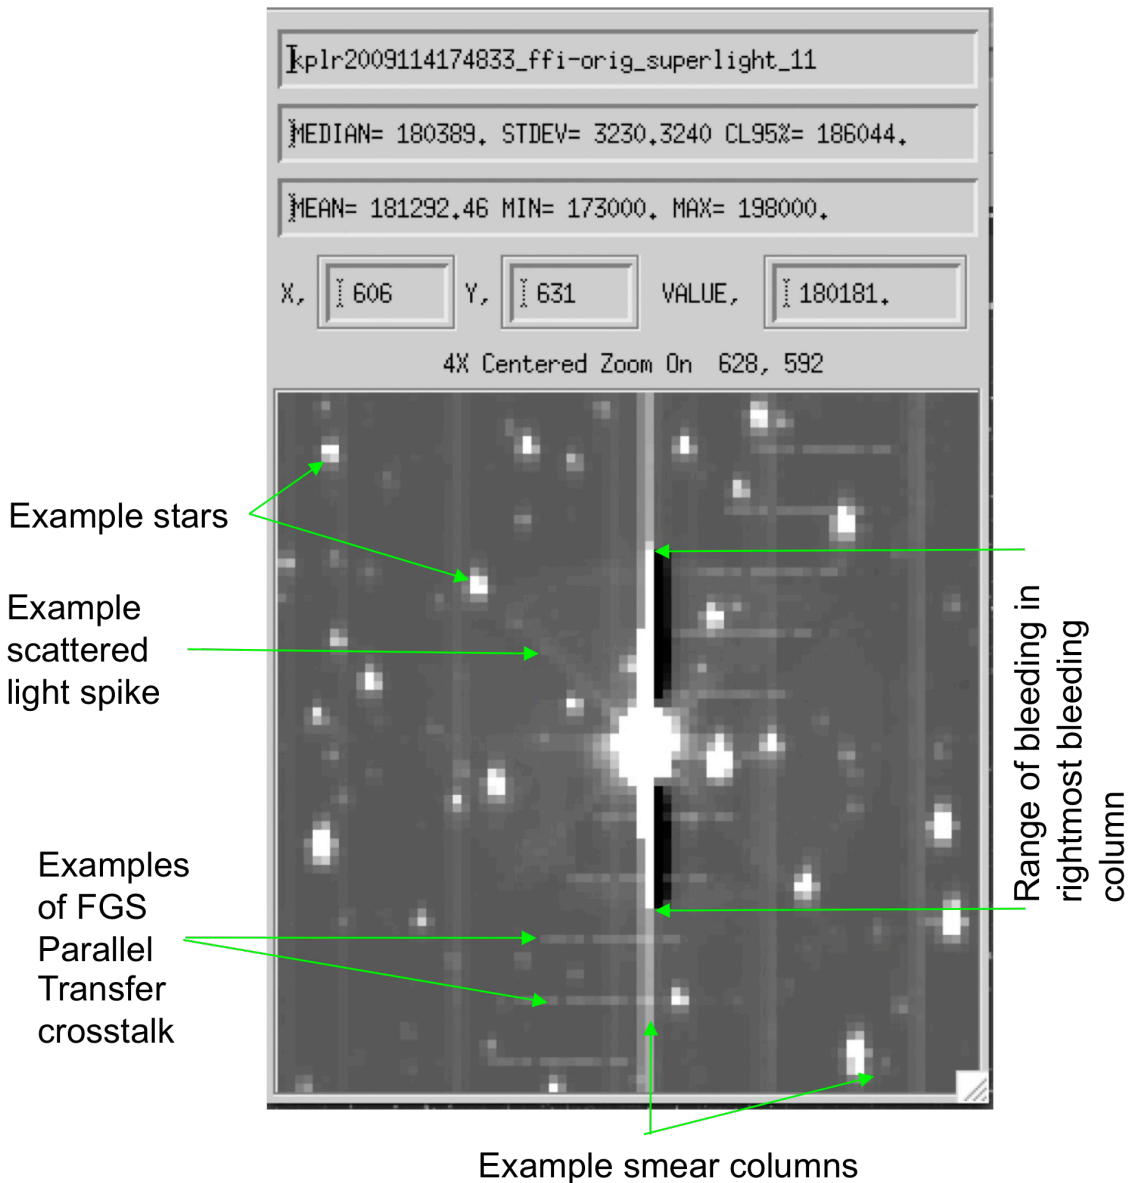 kplr2009114174833_ffi-orig_superlight_11
MEDIAN= 180389. STDEV= 3230.3240 CL95%= 186044.
MEAN= 181292.46 MIN= 173000. MAX= 198000.
X, 606 Y, 631 VALUE, 180181.
4X Centered Zoom On 628, 592
Example stars
Example
scattered
light spike
Examples
of FGS
Parallel
Transfer
crosstalk
Range of bleeding in
rightmost bleeding
column
Example smear columns